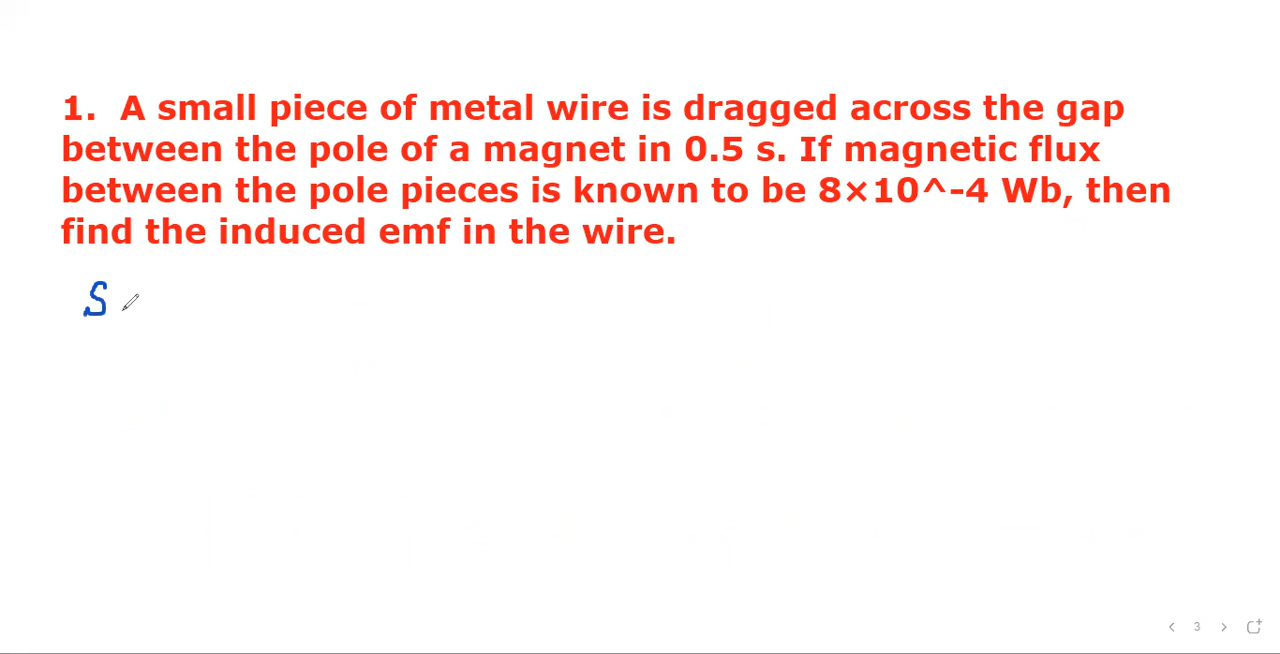 1. A small piece of metal wire is dragged across the gap
between the pole of a magnet in 0.5 s. If magnetic flux
between the pole pieces is known to be 8×10^-4 Wb, then
find the induced emf in the wire.
S
3